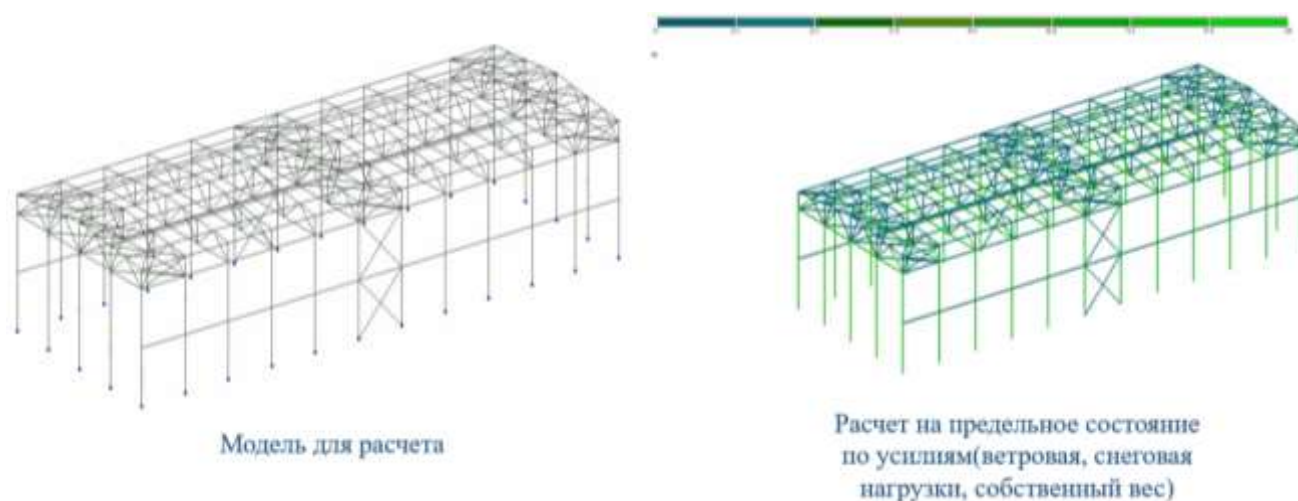 Модель для расчета
Расчет на предельное состояние
по усилиям(ветровая, снеговая
нагрузки, собственный вес)